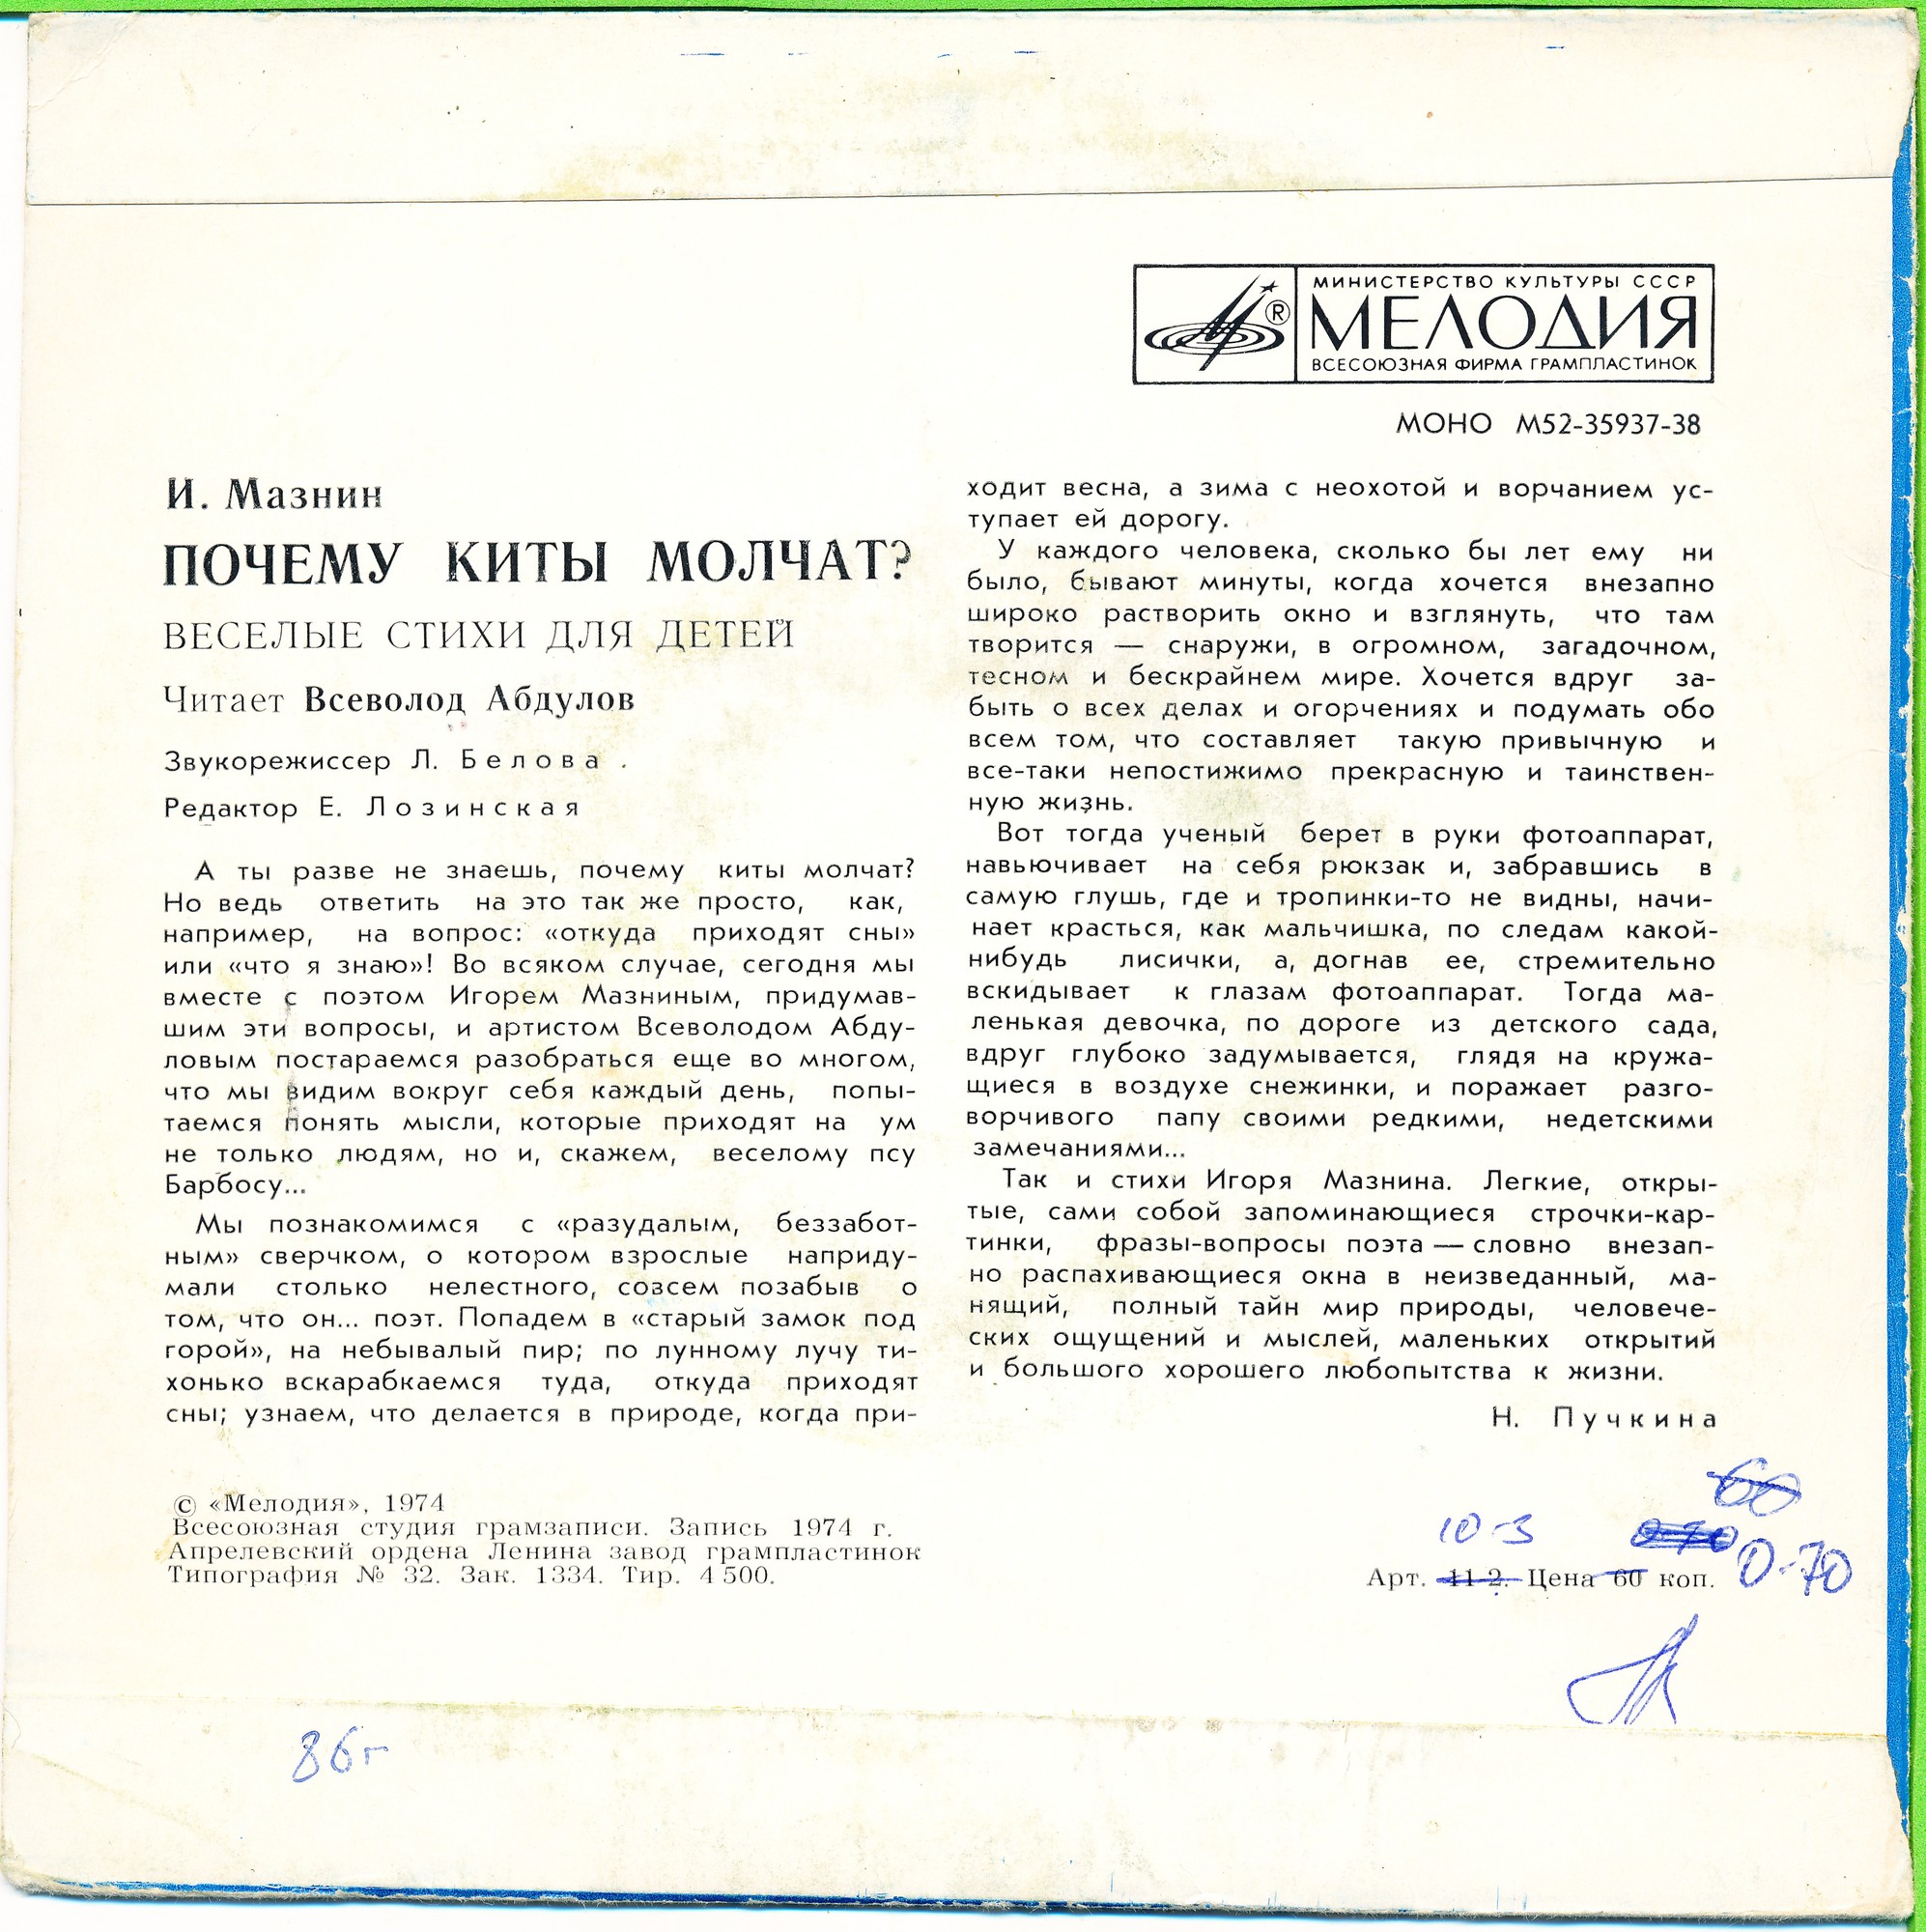 МИНИСТЕРСТВО КУЛЬТУРЫ СССР
МЕЛОДИЯ
ВСЕСОЮЗНАЯ ФИРМА ГРАМПЛАСТИНОК
®
МОНО М52-35937-38
И. Мазнин
ПОЧЕМУ КИТЫ МОЛЧАТ?
ВЕСЕЛЫЕ СТИХИ ДЛЯ ДЕТЕЙ
Читает Всеволод Абдулов
Звукорежиссер Л. Белова.
Редактор Е. Лозинская
А ты разве не знаешь, почему киты молчат?
Но ведь ответить на это так же просто, как,
например, на вопрос: «откуда приходят сны»
или «что я знаю»! Во всяком случае, сегодня мы
вместе с поэтом Игорем Мазниным, придумав-
шим эти вопросы, и артистом Всеволодом Абду-
ловым постараемся разобраться еще во многом,
что мы видим вокруг себя каждый день, попы-
таемся понять мысли, которые приходят на ум
не только людям, но и, скажем, веселому псу
Барбосу...
Мы познакомимся с «разудалым, беззабот-
ным» сверчком, о котором взрослые напридy-
мали столько нелестного, совсем позабыв о
том, что он... поэт. Попадем в «старый замок под
горой», на небывалый пир; по лунному лучу ти-
хонько вскарабкаемся туда, откуда приходят
сны; узнаем, что делается в природе, когда при-
ходит весна, а зима с неохотой и ворчанием ус-
тупает ей дорогу.
У каждого человека, сколько бы лет ему ни
было, бывают минуты, когда хочется внезапно
широко растворить окно и взглянуть, что там
творится — снаружи, в огромном, загадочном,
тесном и бескрайнем мире. Хочется вдруг за-
быть о всех делах и огорчениях и подумать обо
всем том, что составляет такую привычную и
все-таки непостижимо прекрасную и таинствен-
ную жизнь.
Вот тогда ученый берет в руки фотоаппарат,
навьючивает на себя рюкзак и, забравшись в
самую глушь, где и тропинки-то не видны, начи-
нает красться, как мальчишка, по следам какой-
нибудь лисички, а, догнав ее, стремительно
вскидывает к глазам фотоаппарат. Тогда ма-
ленькая девочка, по дороге из детского сада,
вдруг глубоко задумывается, глядя на кружа-
щиеся в воздухе снежинки, и поражает разго-
ворчивого папу своими редкими, недетскими
замечаниями...
Так и стихи Игоря Мазнина. Легкие, откры-
тые, сами собой запоминающиеся строчки-кар-
тинки, фразы-вопросы поэта — словно внезап-
но распахивающиеся окна в неизведанный, ма-
нящий, полный тайн мир природы, человече-
ских ощущений и мыслей, маленьких открытий
и большого хорошего любопытства к жизни.
Н. Пучкина
© «Мелодия», 1974
Всесоюзная студия грамзаписи. Запись 1974 г.
Апрелевский ордена Ленина завод грампластинок
Типография № 32. Зак. 1334. Тир. 4 500.
60
10-3
0-70
Арт. 11-2. Цена 60 коп. 0-70
86г